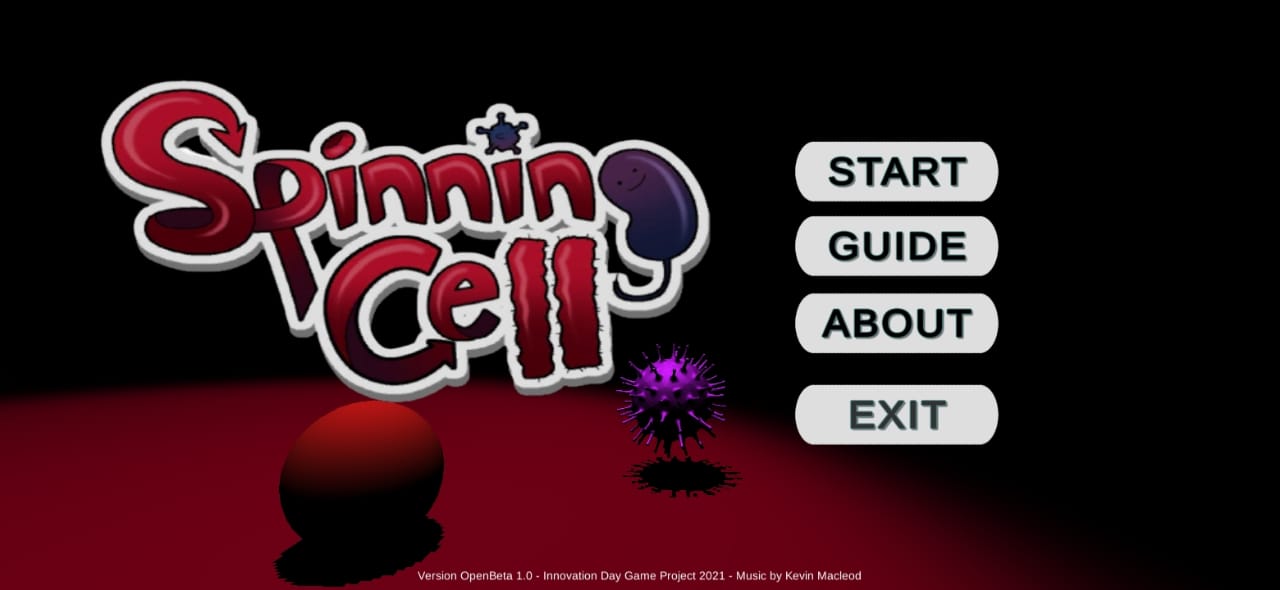 Spinning
Cell
START
GUIDE
ABOUT
EXIT
Version OpenBeta 1.0 - Innovation Day Game Project 2021 - Music by Kevin Macleod